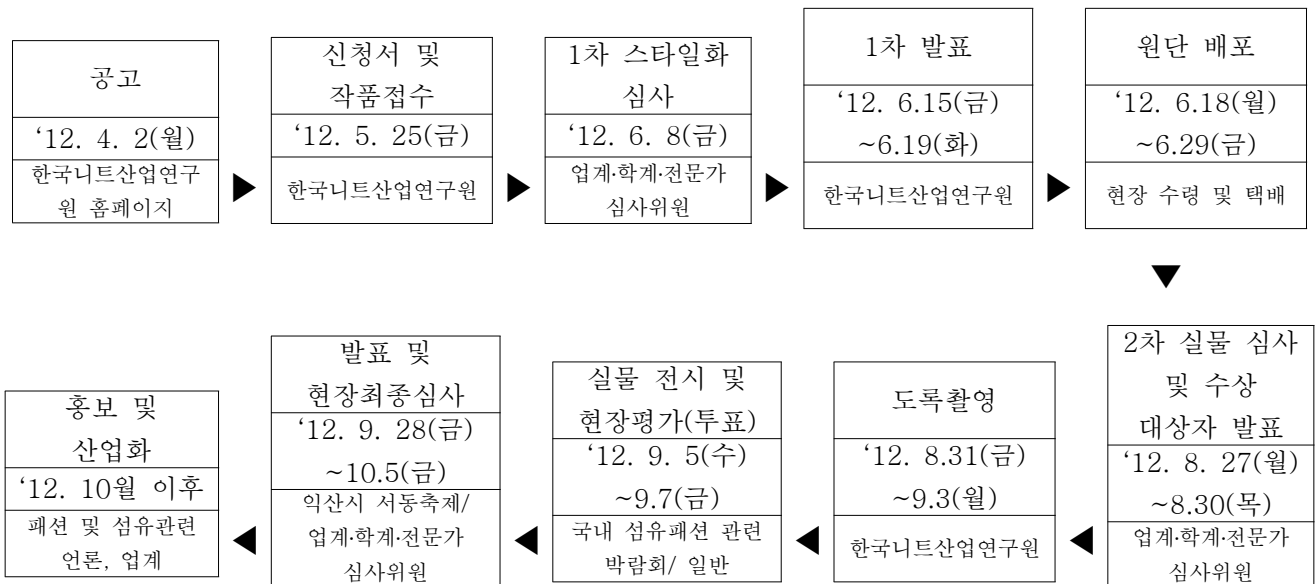 공고
'12. 4. 2(월)
한국니트산업연구
원 홈페이지
▶
신청서 및
작품접수
'12. 5. 25(금)
한국니트산업연구원
▶
1차 스타일화
심사
'12. 6. 8(금)
업계·학계·전문가
심사위원
▶
1차 발표
'12. 6.15(금)
~6.19(화)
한국니트산업연구원
▶
원단 배포
'12. 6.18(월)
~6.29(금)
현장 수령 및 택배
▼
2차 실물 심사
및 수상
대상자 발표
'12. 8. 27(월)
~8.30(목)
업계·학계·전문가
심사위원
◀
도록촬영
'12. 8.31(금)
~9.3(월)
한국니트산업연구원
◀
실물 전시 및
현장평가(투표)
'12. 9. 5(수)
~9.7(금)
국내 섬유패션 관련
박람회/ 일반
◀
발표 및
현장최종심사
'12. 9. 28(금)
~10.5(금)
익산시 서동축제/
업계·학계·전문가
심사위원
◀
홍보 및
산업화
'12. 10월 이후
패션 및 섬유관련
언론, 업계